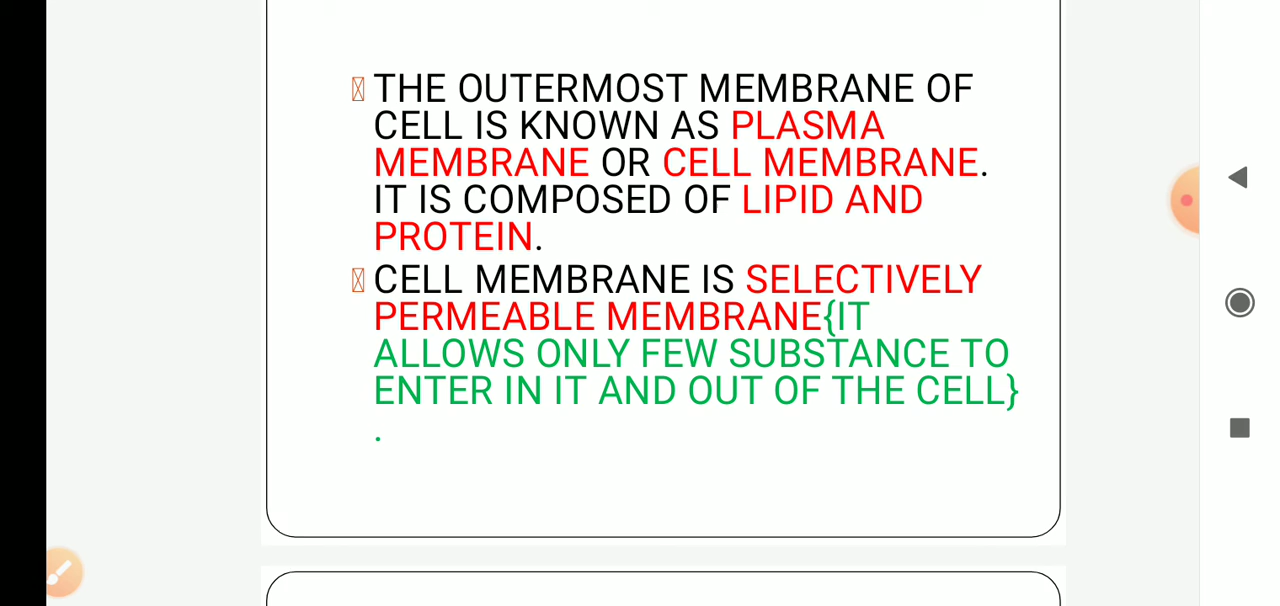 THE OUTERMOST MEMBRANE OF
CELL IS KNOWN AS PLASMA
MEMBRANE OR CELL MEMBRANE.
IT IS COMPOSED OF LIPID AND
PROTEIN.
CELL MEMBRANE IS SELECTIVELY
PERMEABLE MEMBRANE{IT
ALLOWS ONLY FEW SUBSTANCE TO
ENTER IN IT AND OUT OF THE CELL}
.